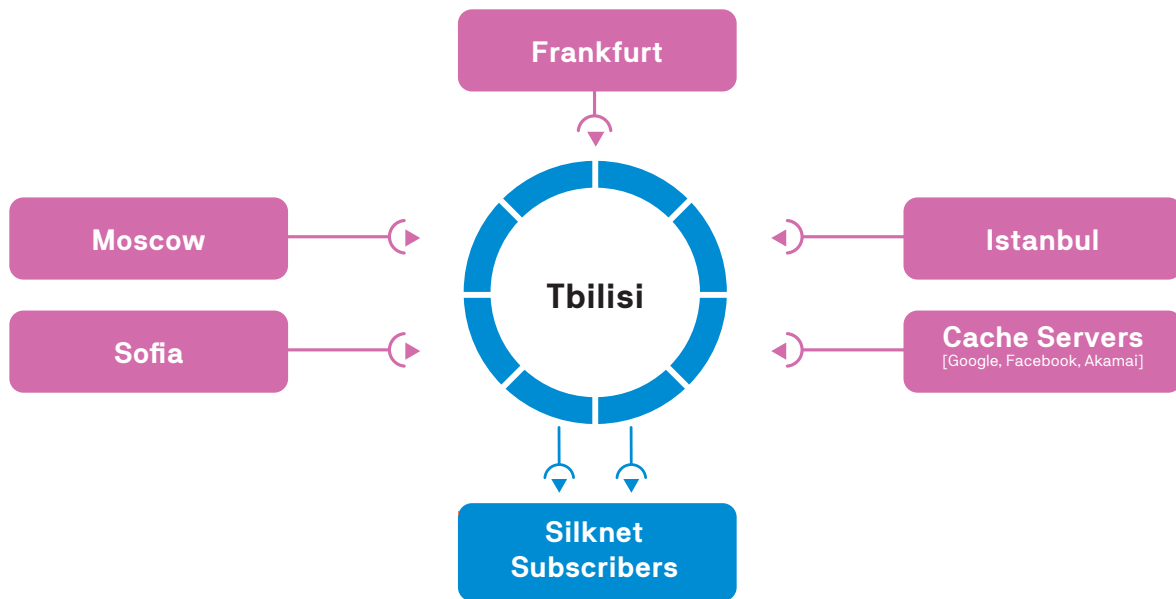 Frankfurt
Moscow
Istanbul
Tbilisi
Sofia
Cache Servers
[Google, Facebook, Akamai]
Silknet
Subscribers